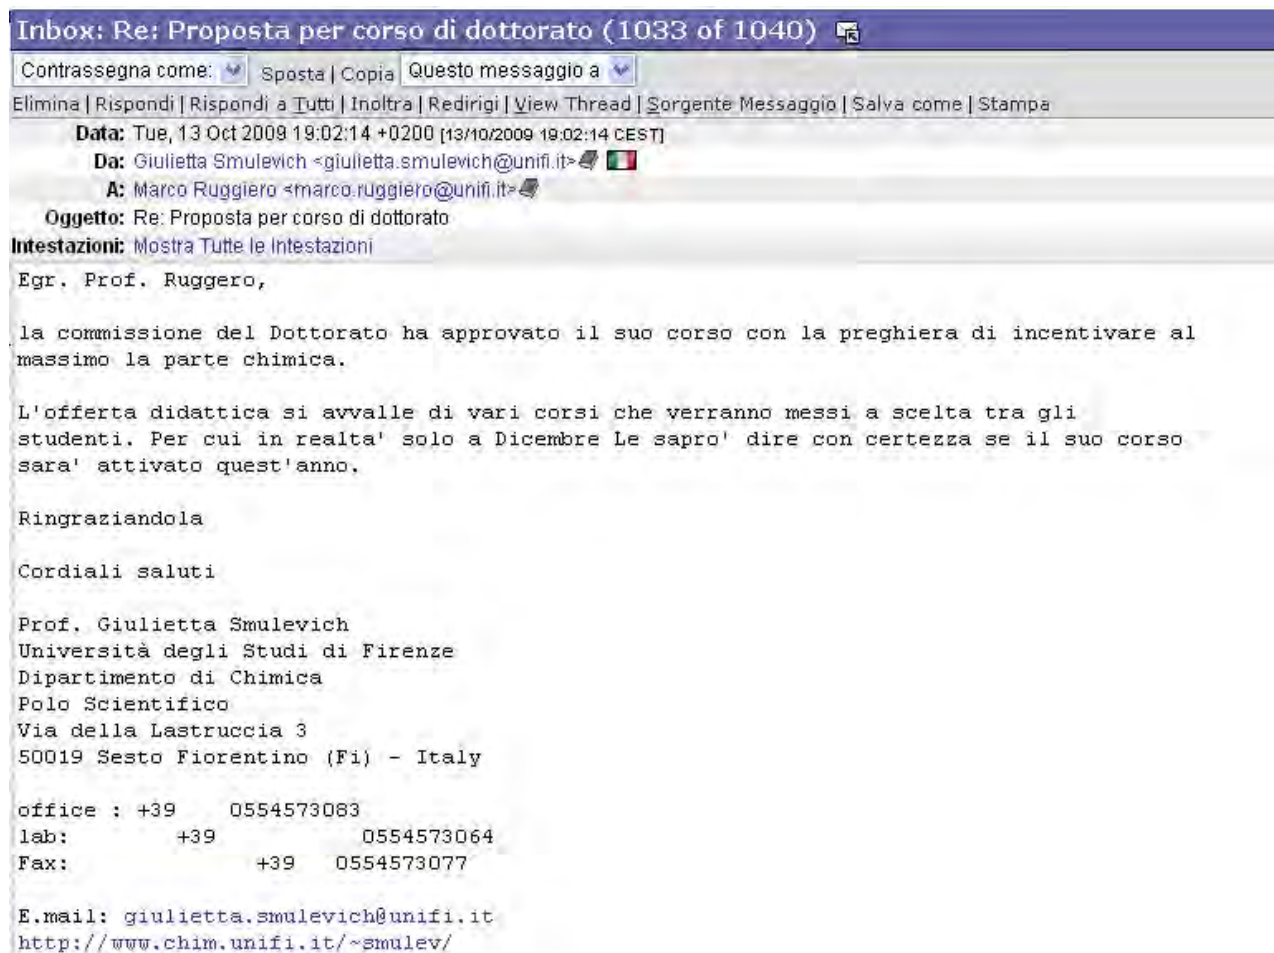 Inbox: Re: Proposta per corso di dottorato (1033 of 1040)
Contrassegna come: Sposta | Copia Questo messaggio a
Elimina | Rispondi | Rispondi a Tutti | Inoltra | Redirigi | View Thread | Sorgente Messaggio | Salva come | Stampa
Data: Tue, 13 Oct 2009 19:02:14 +0200 [13/10/2009 19:02:14 CEST]
Da: Giulietta Smulevich <giulietta.smulevich@unifi.it>
A: Marco Ruggiero <marco.ruggiero@unifi.it>
Oggetto: Re: Proposta per corso di dottorato
Intestazioni: Mostra Tutte le Intestazioni
Egr. Prof. Ruggero,
la commissione del Dottorato ha approvato il suo corso con la preghiera di incentivare al
massimo la parte chimica.
L'offerta didattica si avvalle di vari corsi che verranno messi a scelta tra gli
studenti. Per cui in realta' solo a Dicembre Le sapro' dire con certezza se il suo corso
sara' attivato quest'anno.
Ringraziandola
Cordiali saluti
Prof. Giulietta Smulevich
Università degli Studi di Firenze
Dipartimento di Chimica
Polo Scientifico
Via della Lastruccia 3
50019 Sesto Fiorentino (Fi) - Italy
office : +39 0554573083
lab: +39 0554573064
Fax: +39 0554573077
E.mail: giulietta.smulevich@unifi.it
http://www.chim.unifi.it/~smulev/